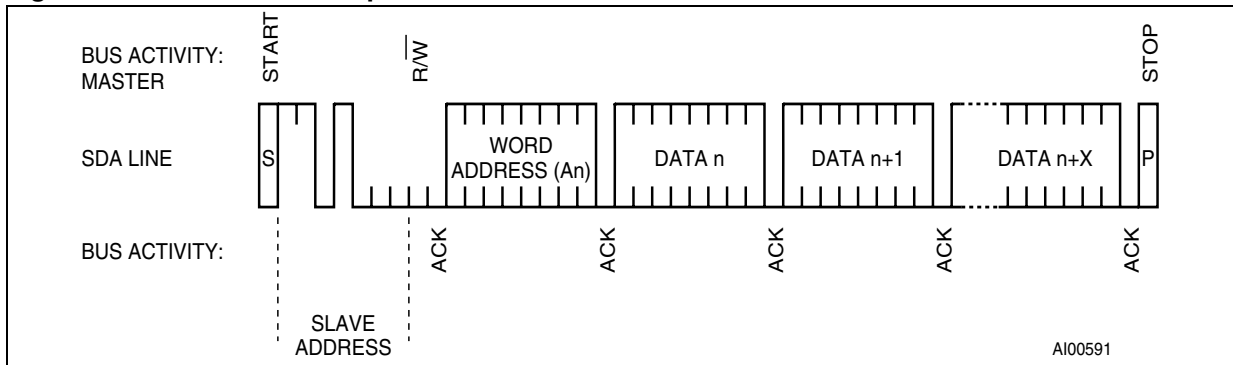 BUS ACTIVITY:
MASTER
START
R/W
STOP
SDA LINE
S
WORD
ADDRESS (An)
DATA n
DATA n+1
DATA n+X
P
BUS ACTIVITY:
ACK
ACK
ACK
ACK
ACK
SLAVE
ADDRESS
AI00591